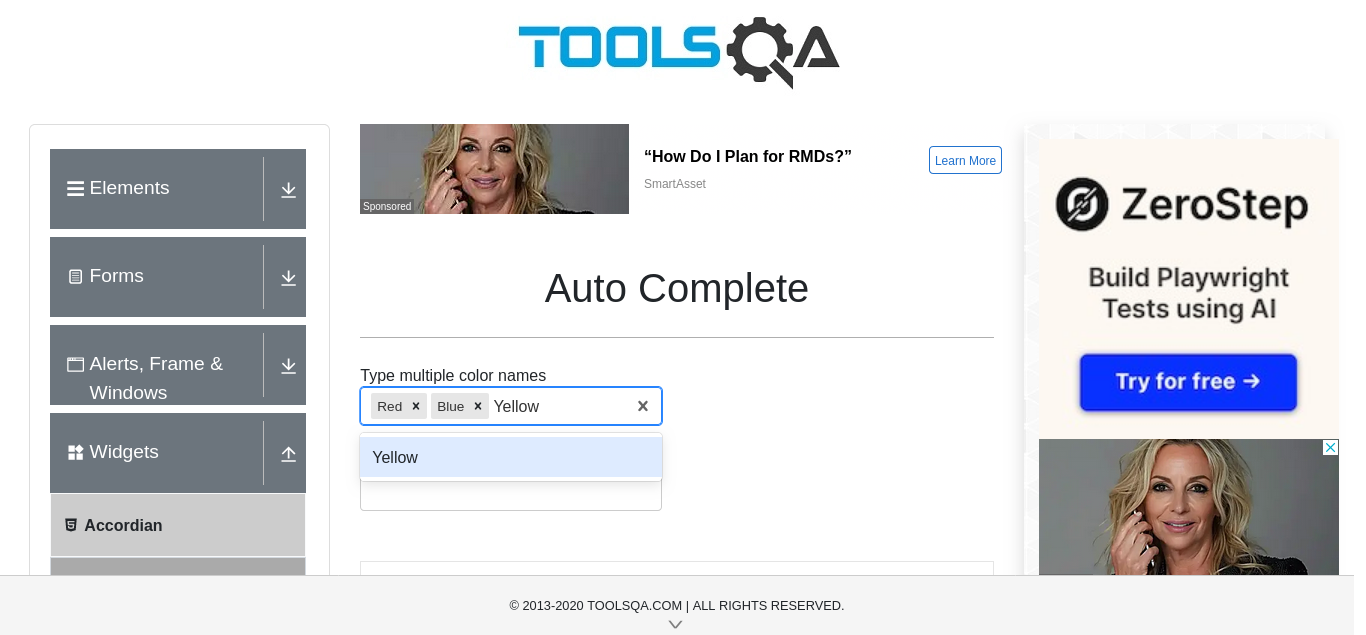 TOOLSQA
Elements
Forms
Alerts, Frame &
Windows
Widgets
Accordian
Sponsored
“How Do I Plan for RMDs?”
SmartAsset
Learn More
Auto Complete
Type multiple color names
Red
Blue
Yellow
Yellow
ZeroStep
Build Playwright
Tests using AI
Try for free →
© 2013-2020 TOOLSQA.COM | ALL RIGHTS RESERVED.